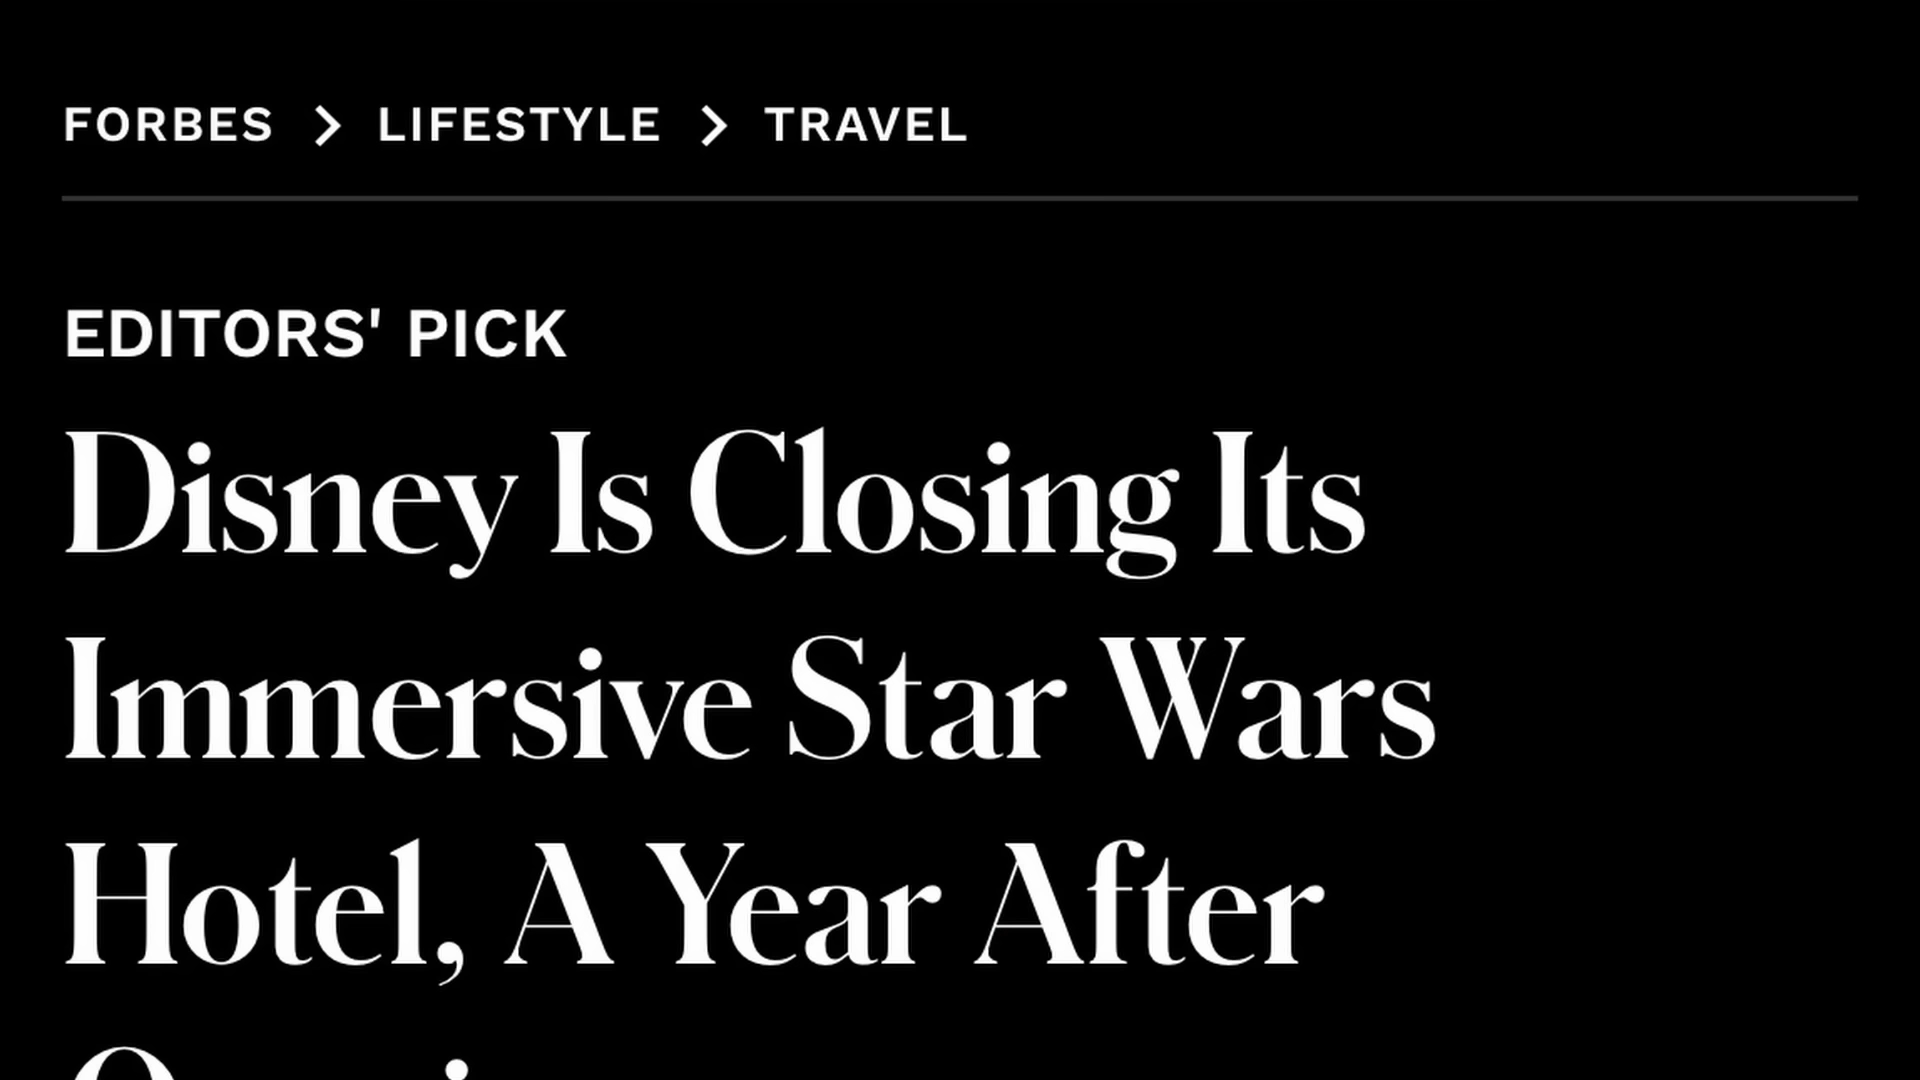 FORBES > LIFESTYLE > TRAVEL
EDITORS' PICK
Disney Is Closing Its
Immersive Star Wars
Hotel, A Year After